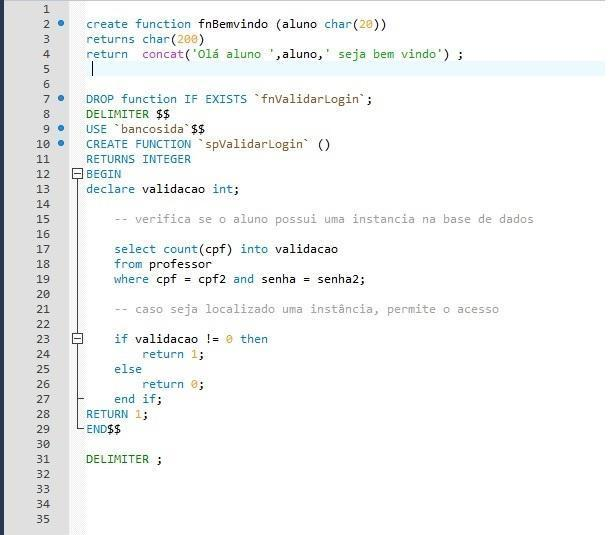 1
2 create function fnBemvindo (aluno char(20))
3 returns char(200)
4 return  concat('Olá aluno ',aluno,' seja bem vindo') ;
5
6
7 DROP function IF EXISTS `fnValidarLogin`;
8 DELIMITER $$
9 USE `bancosida`$$
10 CREATE FUNCTION `spValidarLogin` ()
11 RETURNS INTEGER
12 BEGIN
13 declare validacao int;
14
15     -- verifica se o aluno possui uma instancia na base de dados
16
17     select count(cpf) into validacao
18     from professor
19     where cpf = cpf2 and senha = senha2;
20
21     -- caso seja localizado uma instância, permite o acesso
22
23     if validacao != 0 then
24         return 1;
25     else
26         return 0;
27     end if;
28 RETURN 1;
29 END$$
30
31 DELIMITER ;
32
33
34
35